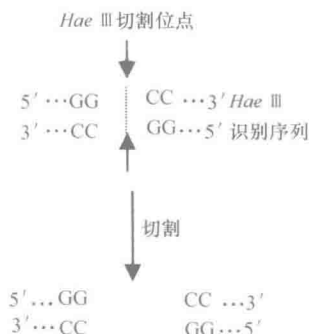 Hae Ⅲ切割位点
5′…GG CC …3′Hae Ⅲ
3′…CC GG…5′ 识别序列
切割
5′… GG CC …3′
3′…CC GG…5′